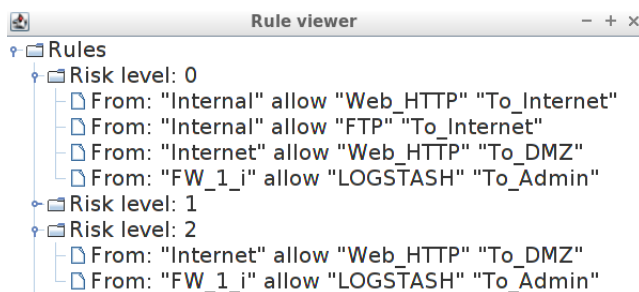 Rule viewer
Rules
Risk level: 0
From: "Internal" allow "Web_HTTP" "To_Internet"
From: "Internal" allow "FTP" "To_Internet"
From: "Internet" allow "Web_HTTP" "To_DMZ"
From: "FW_1_i" allow "LOGSTASH" "To_Admin"
Risk level: 1
Risk level: 2
From: "Internet" allow "Web_HTTP" "To_DMZ"
From: "FW_1_i" allow "LOGSTASH" "To_Admin"